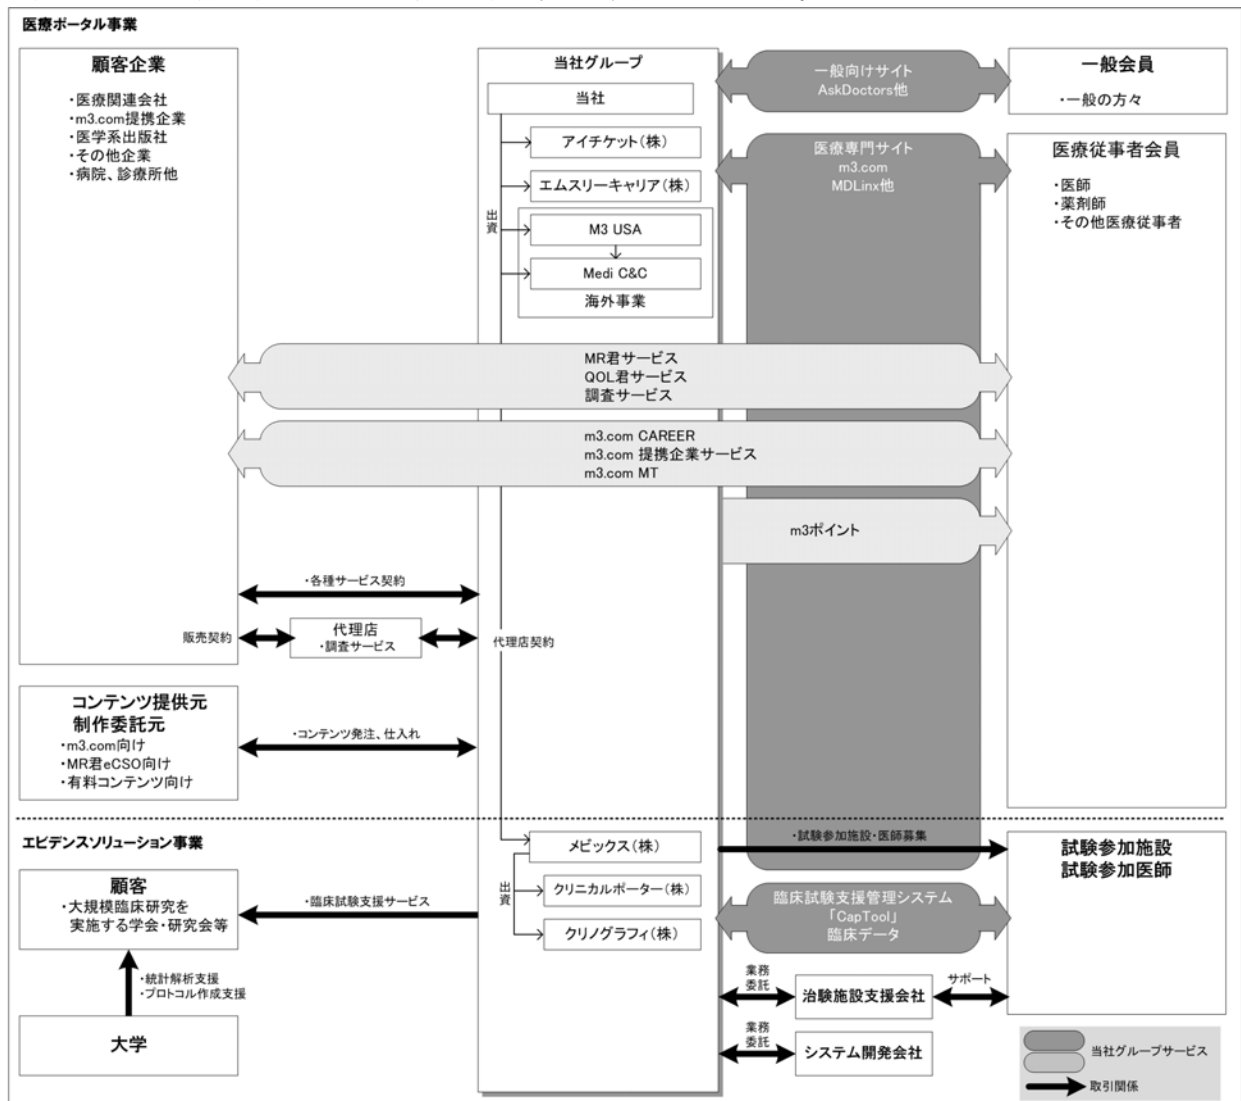 医療ポータル事業
顧客企業
・医療関連会社
・m3.com提携企業
・医学系出版社
・その他企業
・病院、診療所他
当社グループ
当社
アイチケット(株)
エムスリーキャリア(株)
出資
M3 USA
Medi C&C
海外事業
一般向けサイト
AskDoctors他
一般会員
・一般の方々
医療専門サイト
m3.com
MDLinx他
医療従事者会員
・医師
・薬剤師
・その他医療従事者
MR君サービス
QOL君サービス
調査サービス
m3.com CAREER
m3.com 提携企業サービス
m3.com MT
m3ポイント
・各種サービス契約
販売契約
代理店
・調査サービス
代理店契約
コンテンツ提供元
制作委託元
・m3.com向け
・MR君eCSO向け
・有料コンテンツ向け
・コンテンツ発注、仕入れ
エビデンスソリューション事業
顧客
・大規模臨床研究を
実施する学会・研究会等
・統計解析支援
・プロトコル作成支援
大学
・臨床試験支援サービス
メビックス(株)
出資
クリニカルポーター(株)
クリノグラフィ(株)
・試験参加施設・医師募集
試験参加施設
試験参加医師
臨床試験支援管理システム
「CapTool」
臨床データ
業務
委託
治験施設支援会社
サポート
業務
委託
システム開発会社
当社グループサービス
取引関係